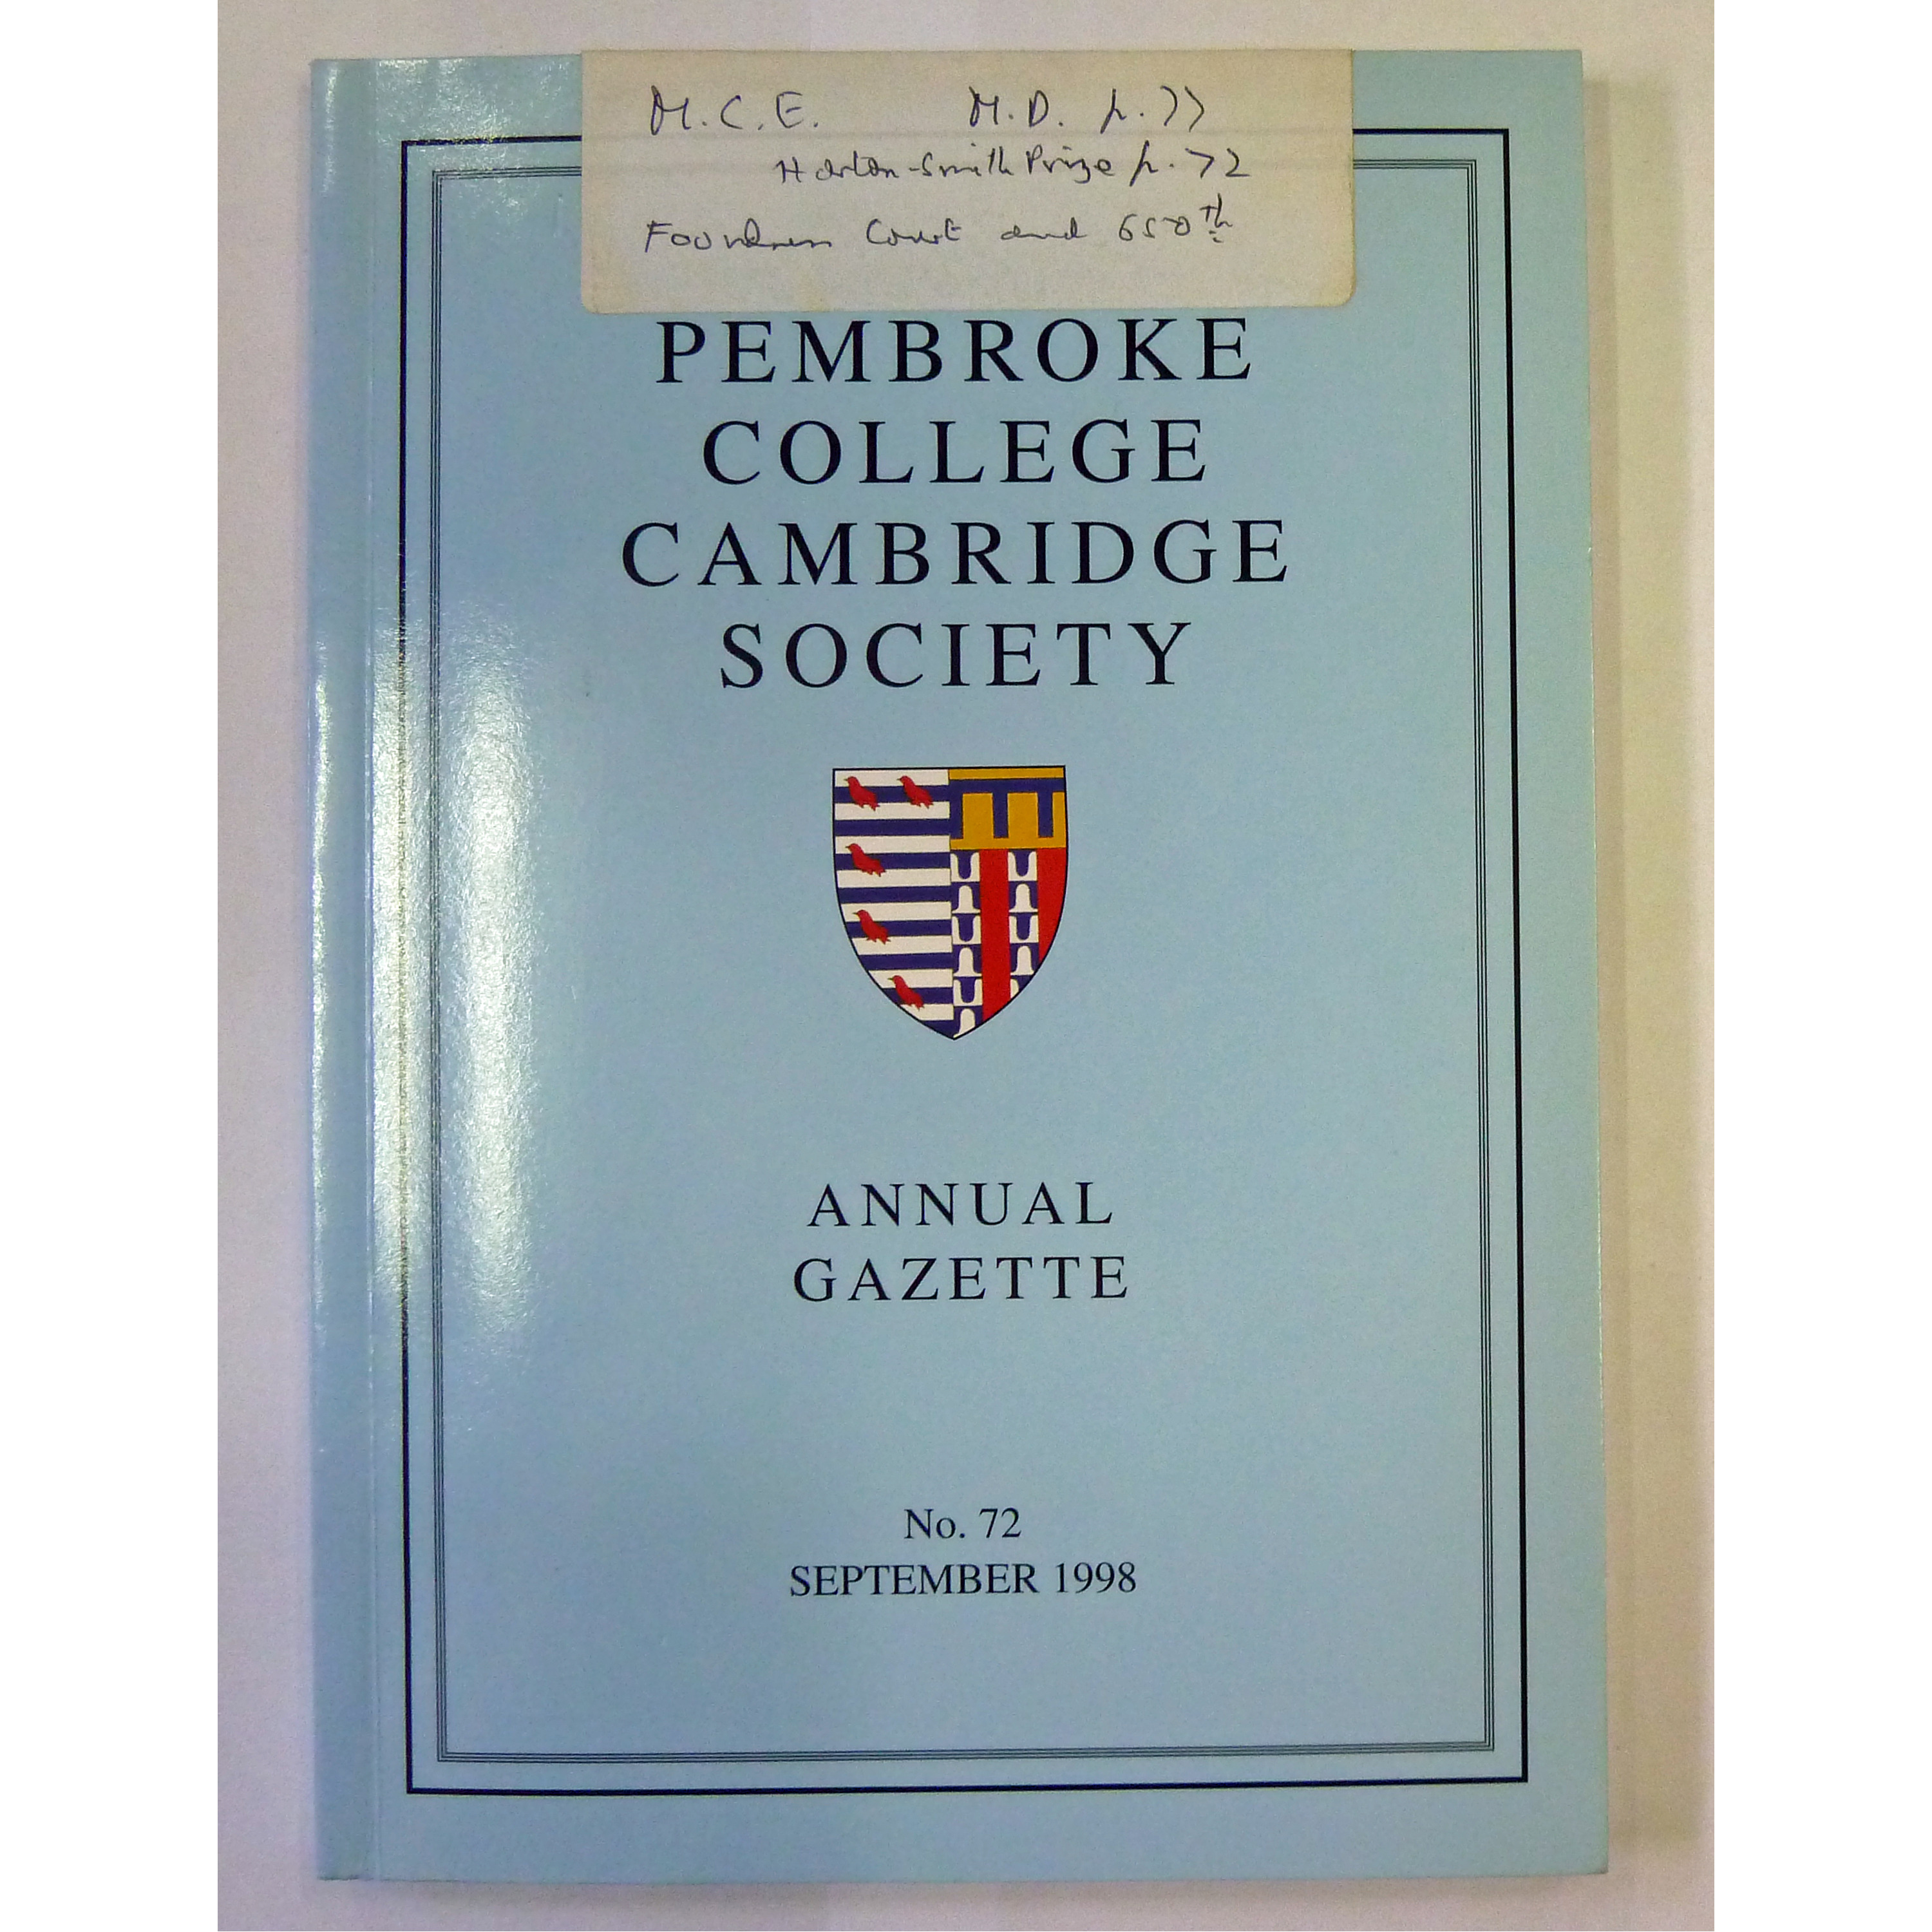 M.C.E. M.D. p. 77
Horton-Smith Prize p. 72
Foundress Court and 650th
PEMBROKE
COLLEGE
CAMBRIDGE
SOCIETY
ANNUAL
GAZETTE
No. 72
SEPTEMBER 1998